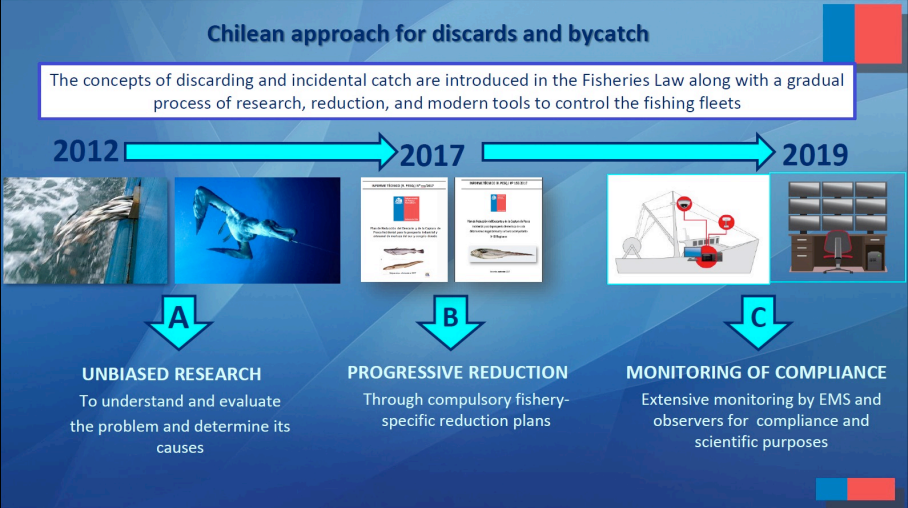 Chilean approach for discards and bycatch
The concepts of discarding and incidental catch are introduced in the Fisheries Law along with a gradual
process of research, reduction, and modern tools to control the fishing fleets
2012
2017
2019
A
B
C
UNBIASED RESEARCH
To understand and evaluate
the problem and determine its
causes
PROGRESSIVE REDUCTION
Through compulsory fishery-
specific reduction plans
MONITORING OF COMPLIANCE
Extensive monitoring by EMS and
observers for compliance and
scientific purposes